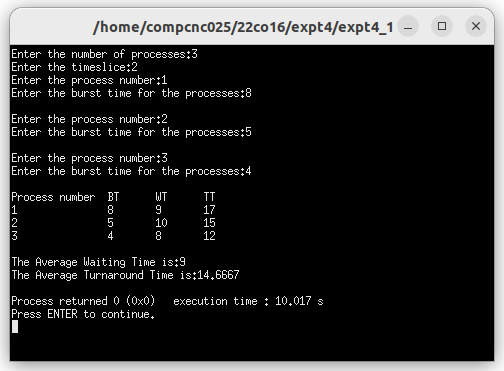 /home/compcnc025/22co16/expt4/expt4_1
Enter the number of processes:3
Enter the timeslice:2
Enter the process number:1
Enter the burst time for the processes:8
Enter the process number:2
Enter the burst time for the processes:5
Enter the process number:3
Enter the burst time for the processes:4
Process number BT WT TT
1 8 9 17
2 5 10 15
3 4 8 12
The Average Waiting Time is:9
The Average Turnaround Time is:14.6667
Process returned 0 (0x0) execution time : 10.017 s
Press ENTER to continue.